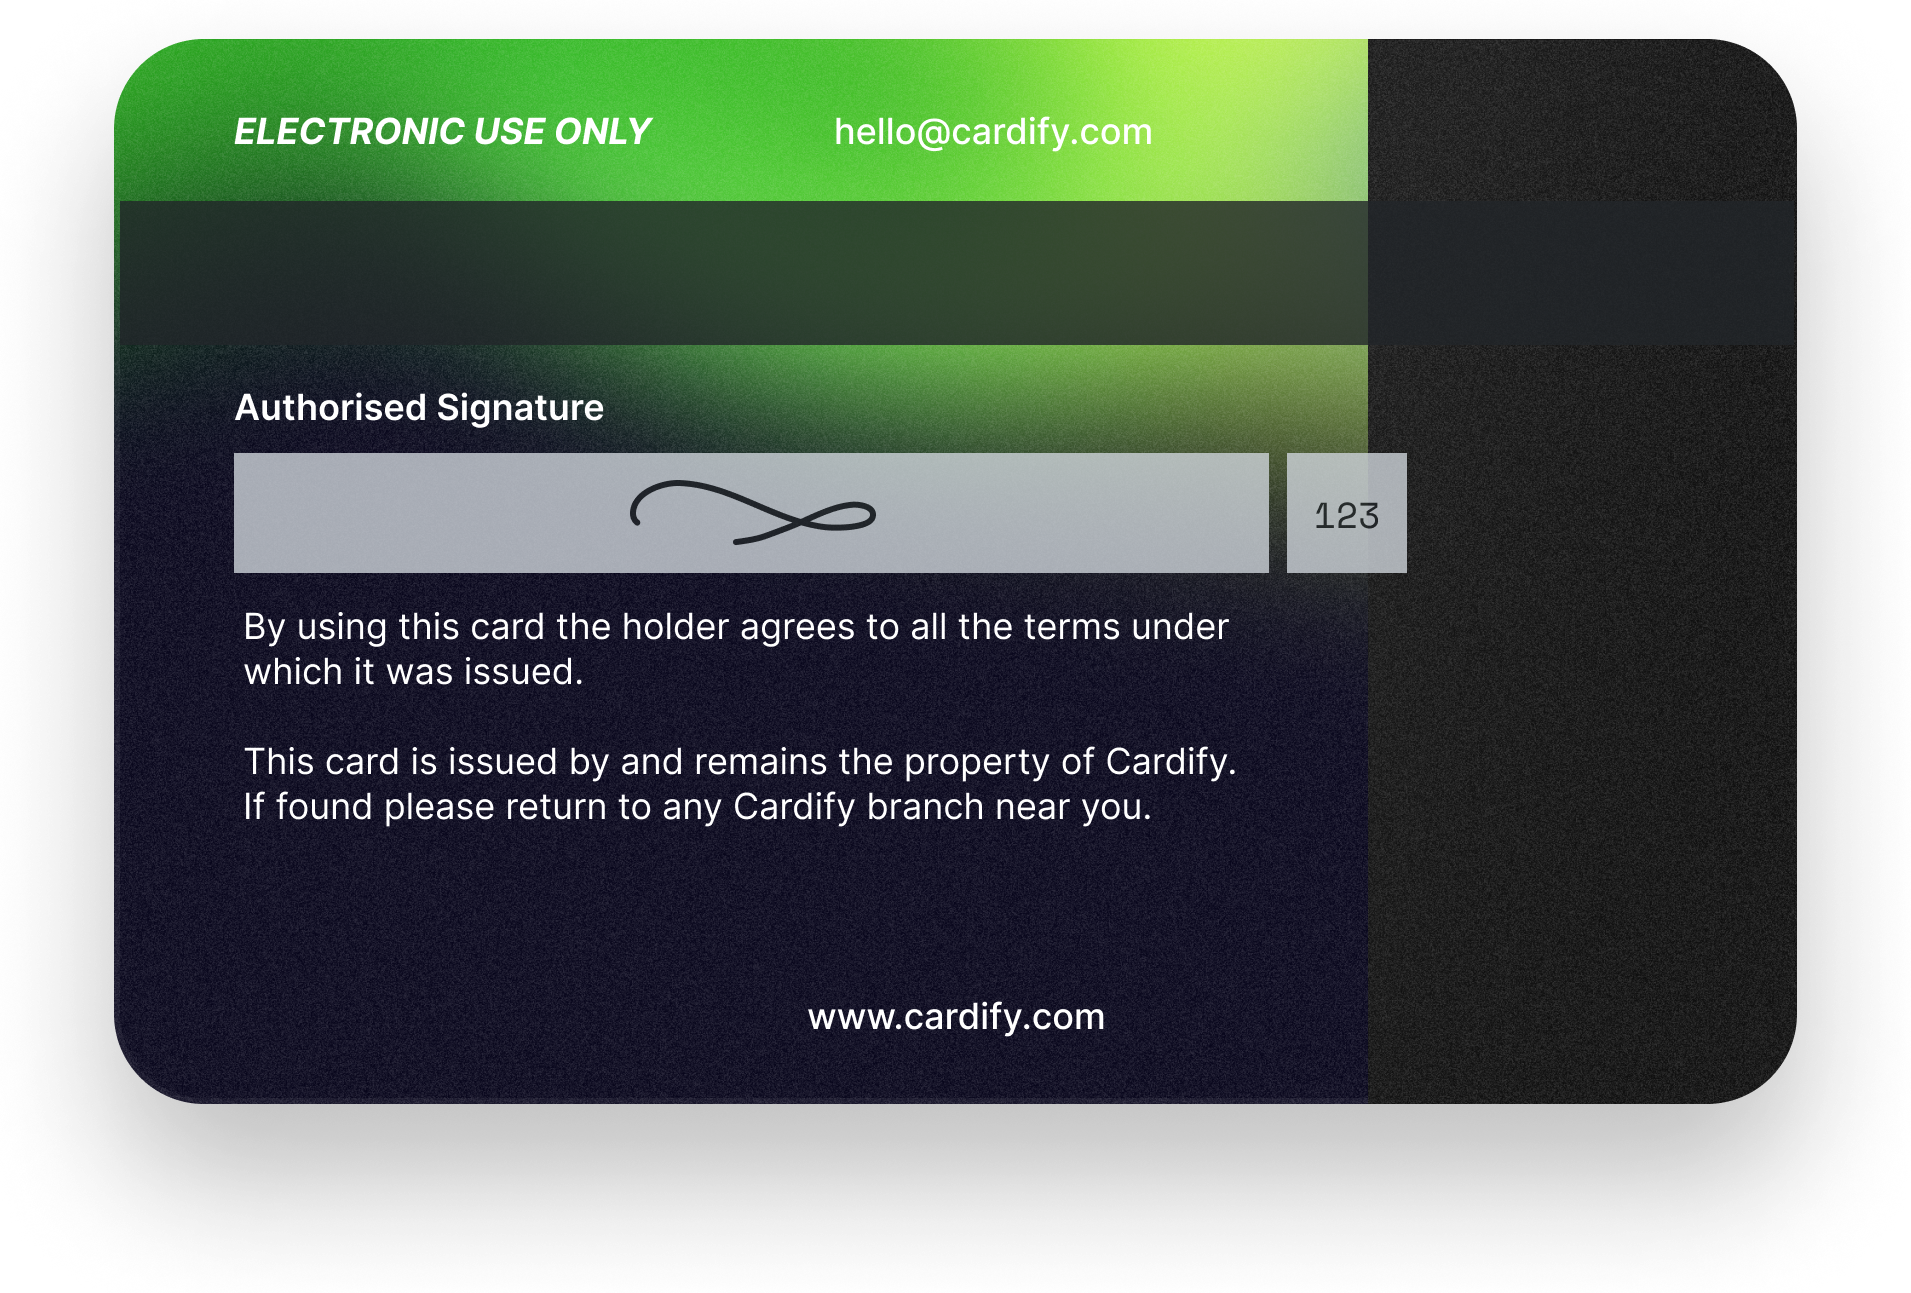 ELECTRONIC USE ONLY
hello@cardify.com
Authorised Signature
123
By using this card the holder agrees to all the terms under
which it was issued.
This card is issued by and remains the property of Cardify.
If found please return to any Cardify branch near you.
www.cardify.com